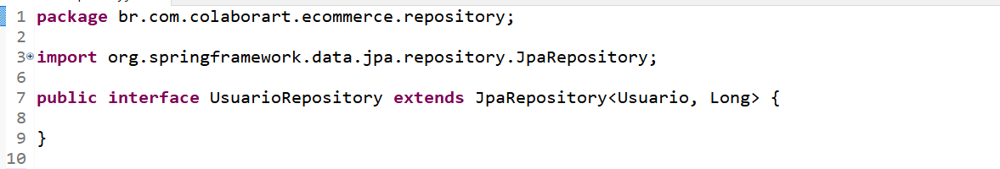 1 package br.com.colaborart.ecommerce.repository;
2
3 import org.springframework.data.jpa.repository.JpaRepository;
6
7 public interface UsuarioRepository extends JpaRepository<Usuario, Long> {
8
9 }
10